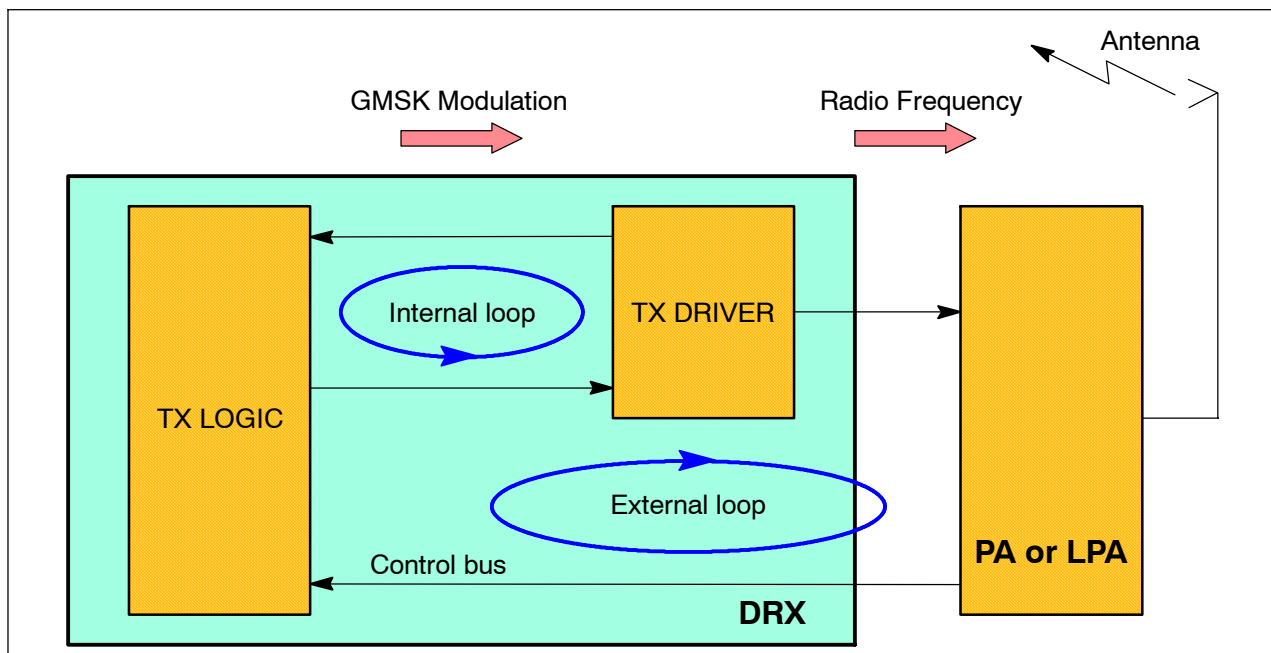 Antenna
GMSK Modulation
Radio Frequency
Internal loop
TX DRIVER
TX LOGIC
External loop
PA or LPA
Control bus
DRX